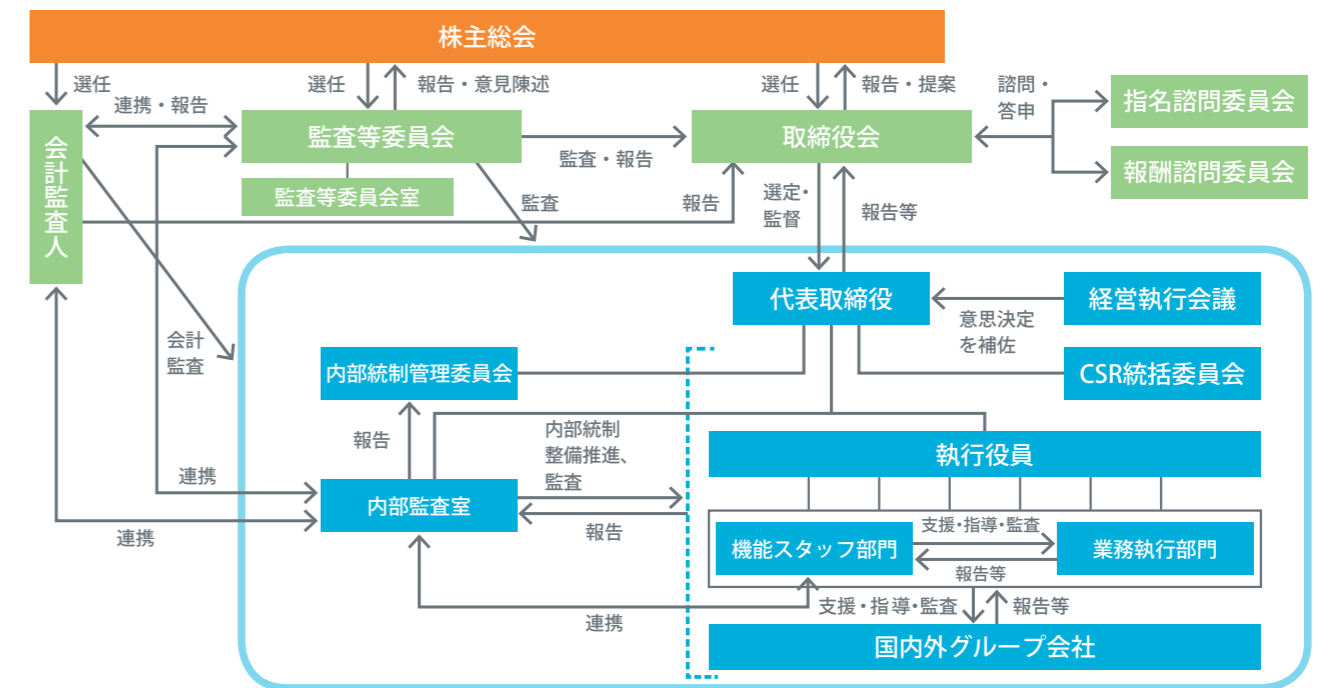 株主総会
選任
選任
報告・意見陳述
選任
報告・提案
諮問・
答申
連携・報告
指名諮問委員会
報酬諮問委員会
会計監査人
監査等委員会
監査・報告
取締役会
監査等委員会室
監査
報告
選定・
監督
報告等
会計
監査
代表取締役
経営執行会議
意思決定
を補佐
内部統制管理委員会
CSR統括委員会
報告
内部統制
整備推進、
監査
執行役員
連携
内部監査室
連携
報告
機能スタッフ部門
支援・指導・監査
報告等
業務執行部門
連携
支援・指導・監査
報告等
国内外グループ会社